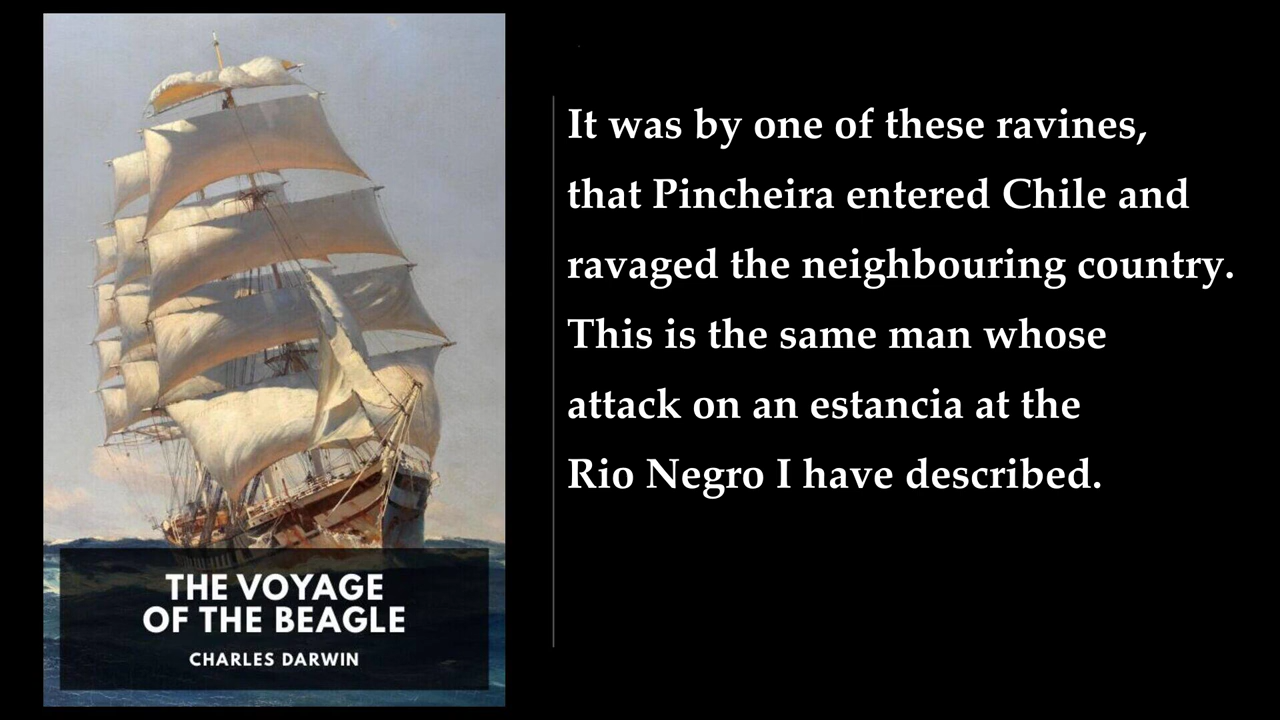 THE VOYAGE
OF THE BEAGLE
CHARLES DARWIN
It was by one of these ravines,
that Pincheira entered Chile and
ravaged the neighbouring country.
This is the same man whose
attack on an estancia at the
Rio Negro I have described.